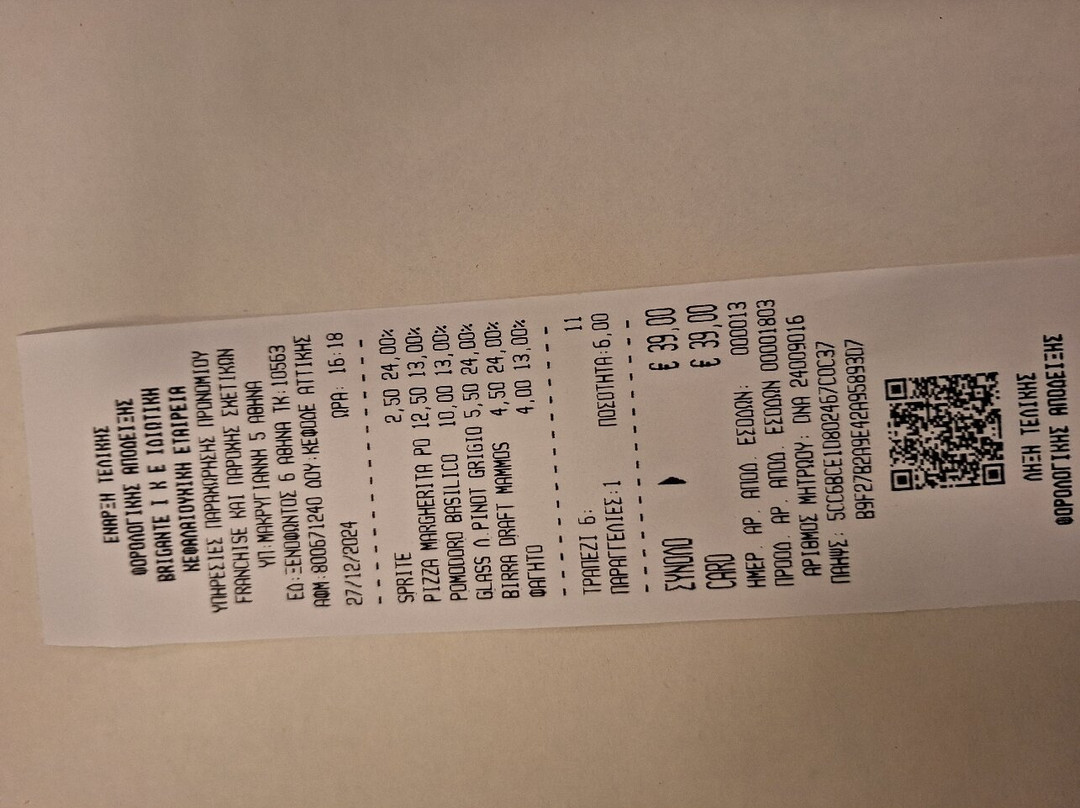 ΕΝΑΡΞΗ ΤΕΛΙΚΗΣ
ΦΟΡΟΛΟΓΙΚΗΣ ΑΠΟΔΕΙΞΗΣ
BRIGANTE Ι Κ Ε ΙΔΙΩΤΙΚΗ
ΚΕΦΑΛΑΙΟΥΧΙΚΗ ΕΤΑΙΡΕΙΑ
ΥΠΗΡΕΣΙΕΣ ΠΑΡΑΧΩΡΗΣΗΣ ΠΡΟΝΟΜΙΟΥ
FRANCHISE ΚΑΙ ΠΑΡΟΧΗΣ ΣΧΕΤΙΚΩΝ
ΥΠ:ΜΑΚΡΥΓΙΑΝΝΗ 5 ΑΘΗΝΑ
ΕΔ:ΞΕΝΟΦΩΝΤΟΣ 6 ΑΘΗΝΑ ΤΚ:10563
ΑΦΜ:800671240 ΔΟΥ:ΚΕΦΟΔΕ ΑΤΤΙΚΗΣ
27/12/2024 ΩΡΑ: 16:18
SPRITE 2,50 24,00%
PIZZA MARGHERITA PO 12,50 13,00%
POMODORO BASILICO 10,00 13,00%
GLASS Λ.PINOT GRIGIO 5,50 24,00%
BIRRA DRAFT MAMMOS 4,50 24,00%
ΦΑΓΗΤΟ 4,00 13,00%
ΤΡΑΠΕΖΙ 6: 11
ΠΑΡΑΓΓΕΛΙΕΣ:1 ΠΟΣΟΤΗΤΑ:6,00
ΣΥΝΟΛΟ € 39,00
CARD € 39,00
ΗΜΕΡ. ΑΡ. ΑΠΟΔ. ΕΣΟΔΩΝ: 000013
ΠΡΟΟΔ. ΑΡ. ΑΠΟΔ. ΕΣΟΔΩΝ 00001803
ΑΡΙΘΜΟΣ ΜΗΤΡΩΟΥ: DNA 24009016
ΠΑΗΨΣ: 5CC6BCE1D802467C0C37
B9F27B2A9E42A9589307
ΛΗΞΗ ΤΕΛΙΚΗΣ
ΦΟΡΟΛΟΓΙΚΗΣ ΑΠΟΔΕΙΞΗΣ